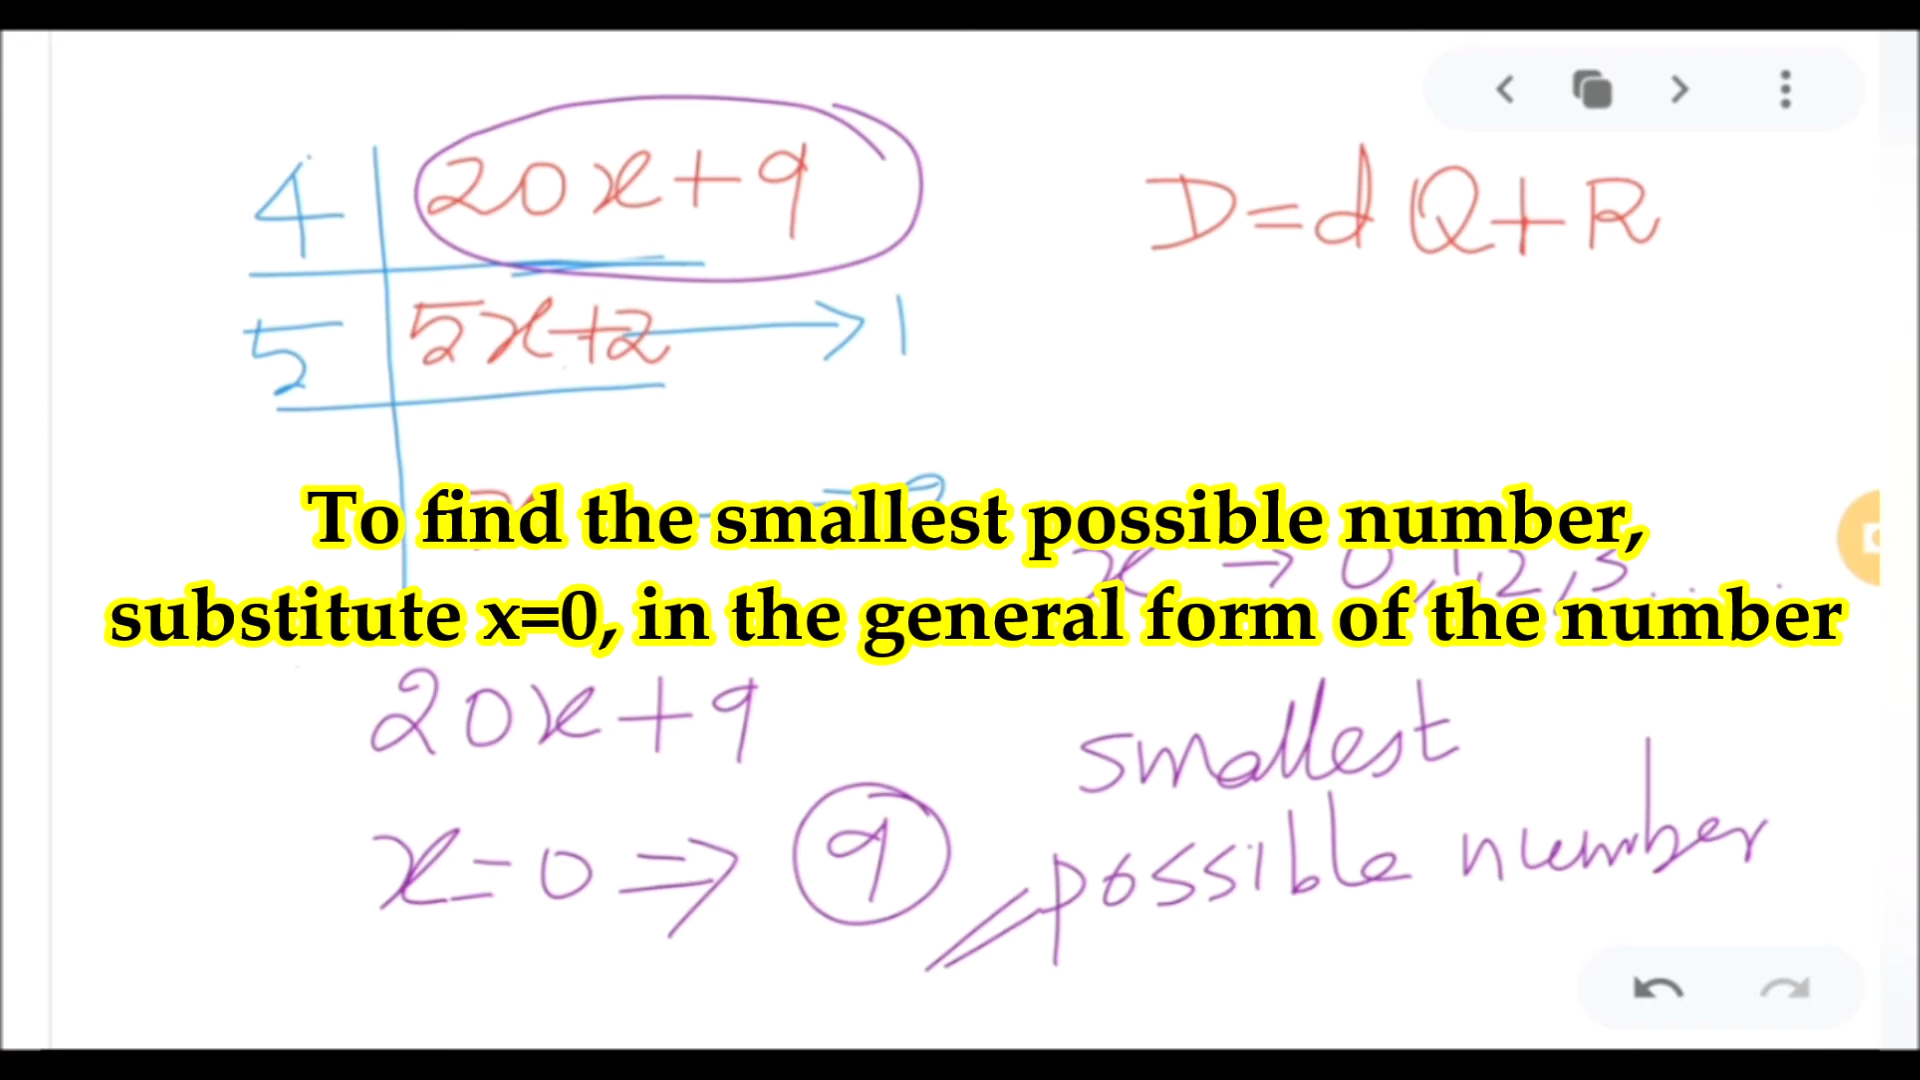 4 20x+9 D=dQ+R
5 5x+2 → 1
To find the smallest possible number,
x → 0,1,2,3....
substitute x=0, in the general form of the number
20x+9 smallest
x=0 ⇒ 9 possible number